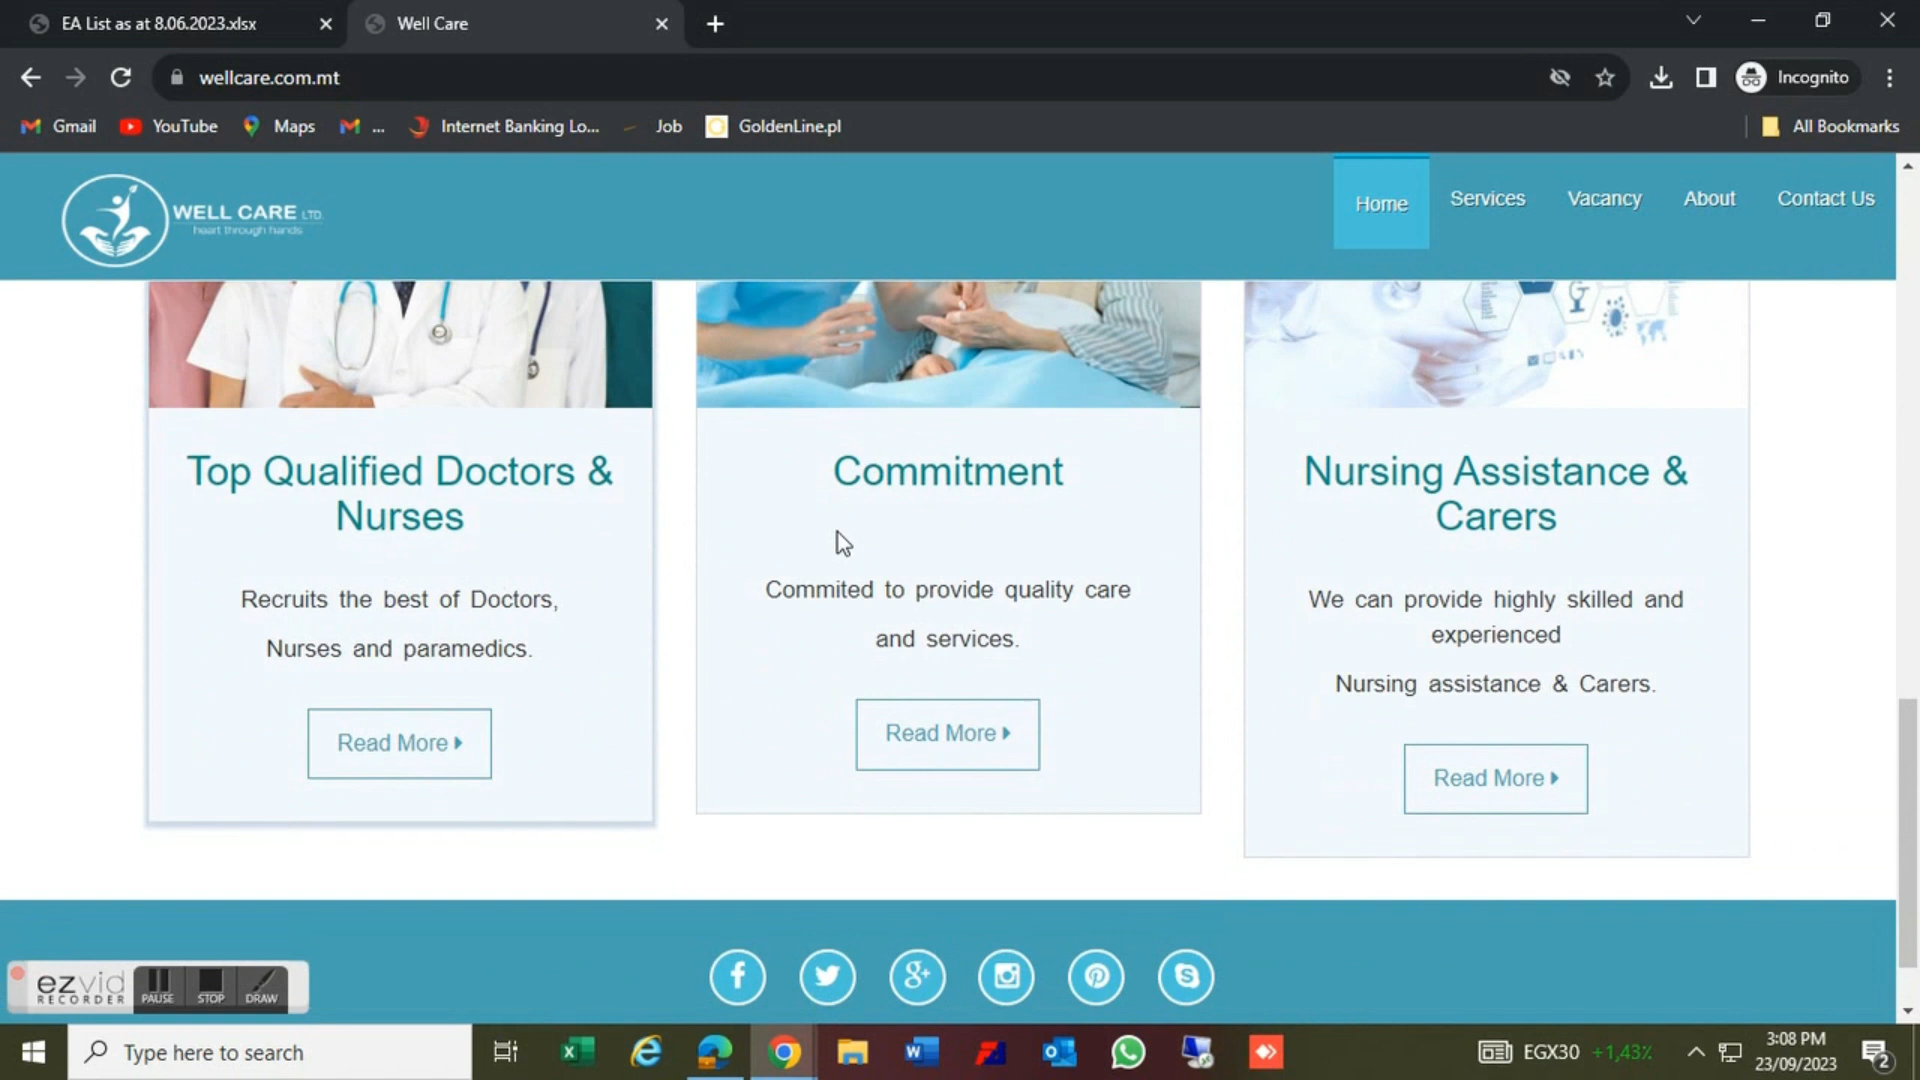 EA List as at 8.06.2023.xlsx
Well Care
wellcare.com.mt
Incognito
Gmail
YouTube
Maps
...
Internet Banking Lo...
Job
GoldenLine.pl
All Bookmarks
WELL CARE LTD.
heart through hands
Home
Services
Vacancy
About
Contact Us
Top Qualified Doctors &
Nurses
Recruits the best of Doctors,
Nurses and paramedics.
Read More
Commitment
Commited to provide quality care
and services.
Read More
Nursing Assistance &
Carers
We can provide highly skilled and
experienced
Nursing assistance & Carers.
Read More
ezvid
RECORDER
PAUSE
STOP
DRAW
Type here to search
EGX30 +1,43%
3:08 PM
23/09/2023
2